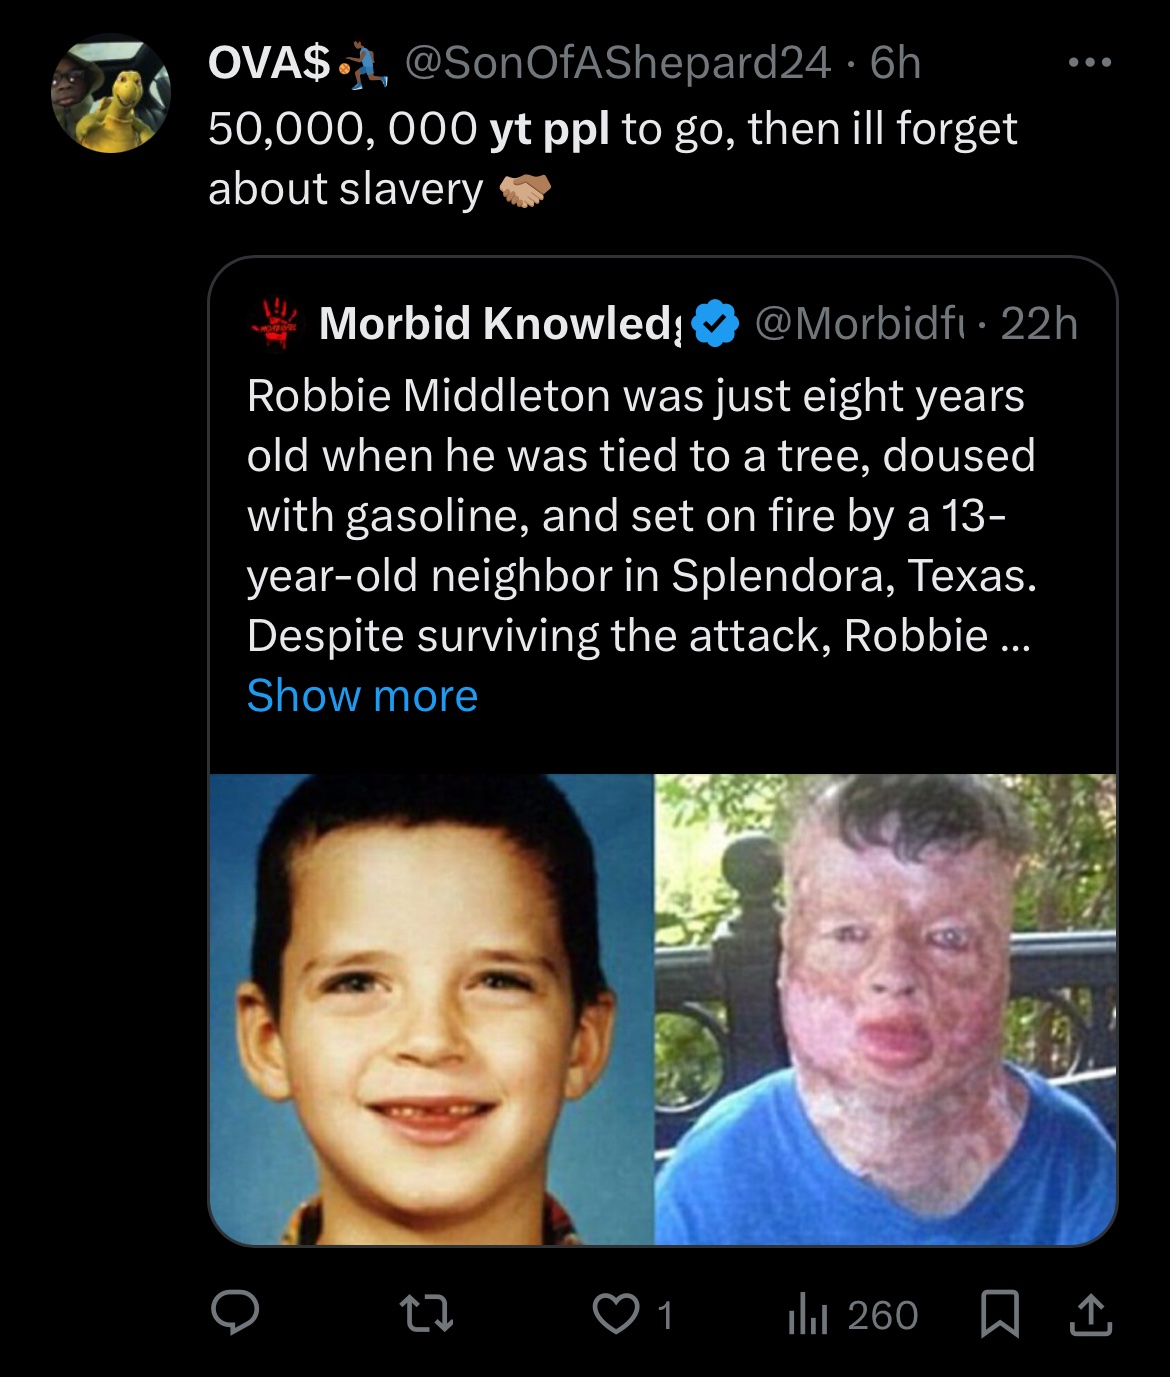 OVA$ @SonOfAShepard24 · 6h
50,000, 000 yt ppl to go, then ill forget
about slavery
Morbid Knowledg @Morbidfu · 22h
Robbie Middleton was just eight years
old when he was tied to a tree, doused
with gasoline, and set on fire by a 13-
year-old neighbor in Splendora, Texas.
Despite surviving the attack, Robbie ...
Show more
1
260